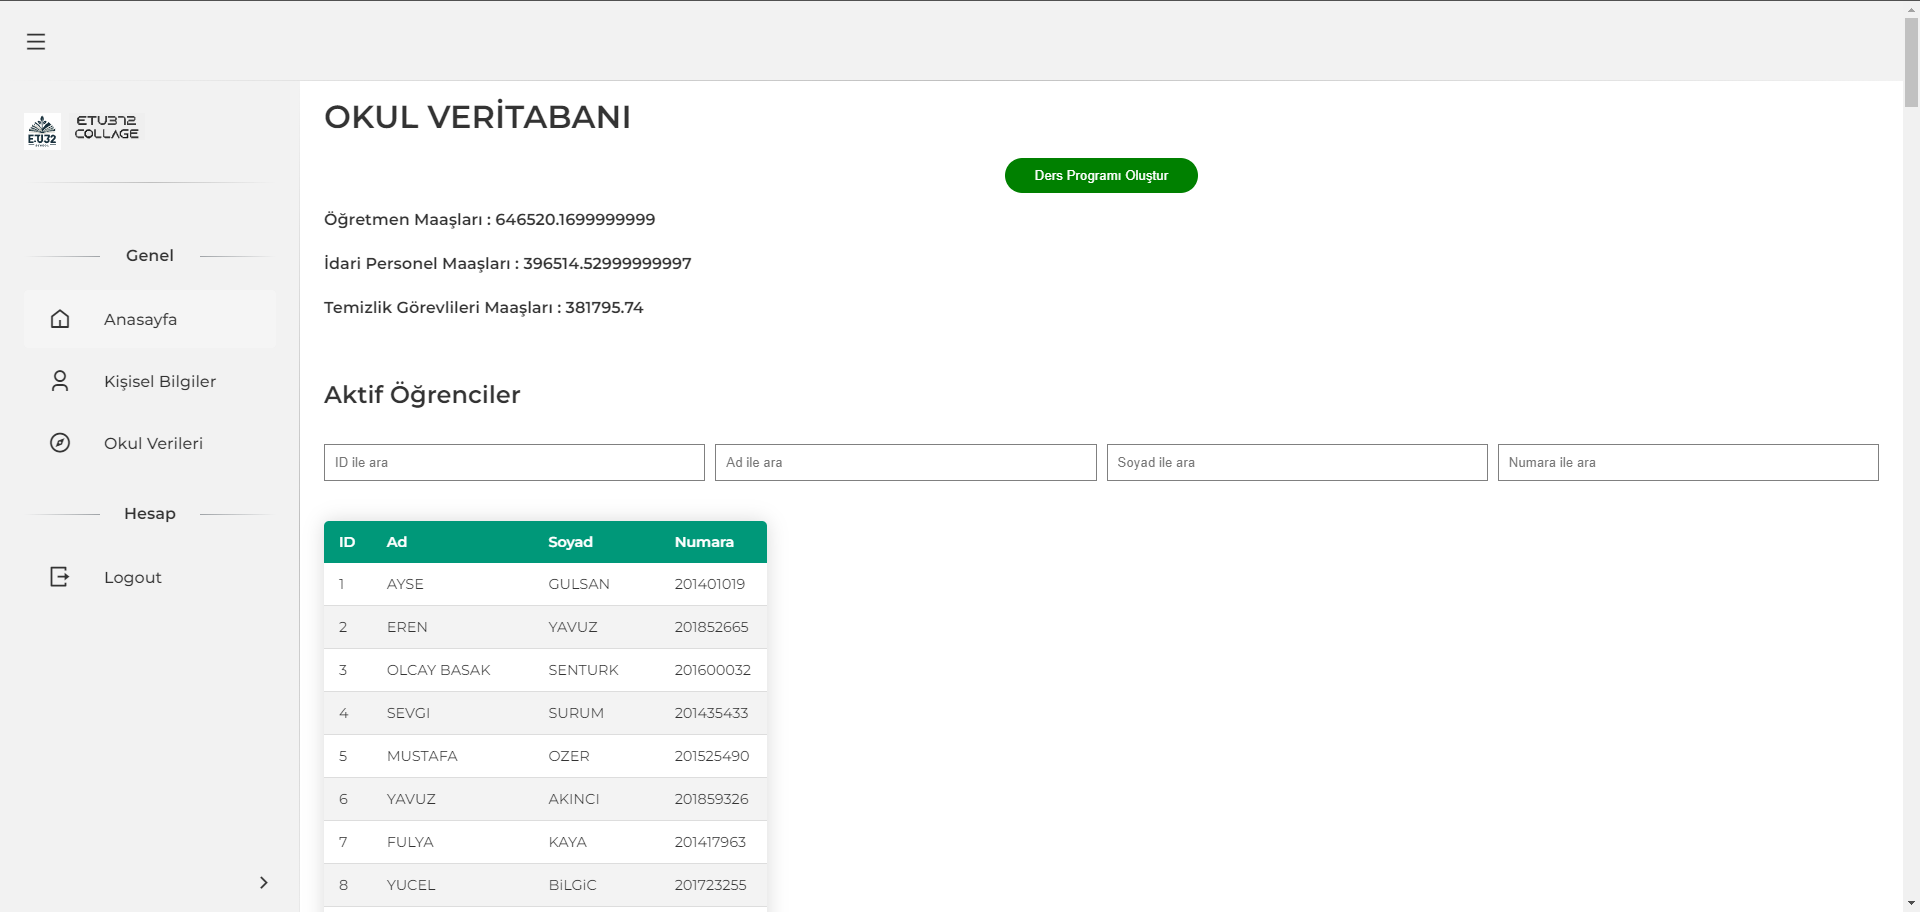 ETU372
COLLAGE
E:U32
SCHOOL
Genel
Anasayfa
Kişisel Bilgiler
Okul Verileri
Hesap
Logout
OKUL VERİTABANI
Ders Programı Oluştur
Öğretmen Maaşları : 646520.1699999999
İdari Personel Maaşları : 396514.52999999997
Temizlik Görevlileri Maaşları : 381795.74
Aktif Öğrenciler
ID ile ara Ad ile ara Soyad ile ara Numara ile ara
ID Ad Soyad Numara
1 AYSE GULSAN 201401019
2 EREN YAVUZ 201852665
3 OLCAY BASAK SENTURK 201600032
4 SEVGI SURUM 201435433
5 MUSTAFA OZER 201525490
6 YAVUZ AKINCI 201859326
7 FULYA KAYA 201417963
8 YUCEL BiLGiC 201723255